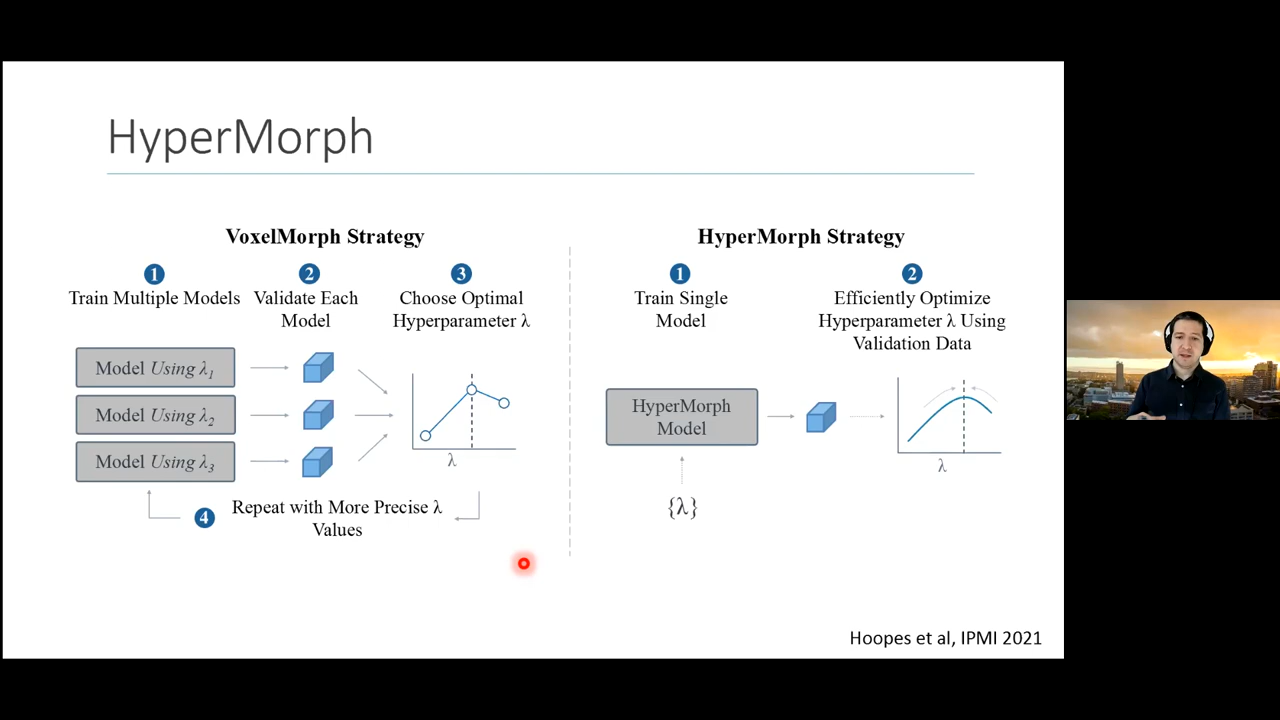 HyperMorph
VoxelMorph Strategy
1
Train Multiple Models
2
Validate Each
Model
3
Choose Optimal
Hyperparameter λ
Model Using λ1
Model Using λ2
Model Using λ3
λ
4
Repeat with More Precise λ
Values
HyperMorph Strategy
1
Train Single
Model
2
Efficiently Optimize
Hyperparameter λ Using
Validation Data
HyperMorph
Model
{λ}
λ
Hoopes et al, IPMI 2021